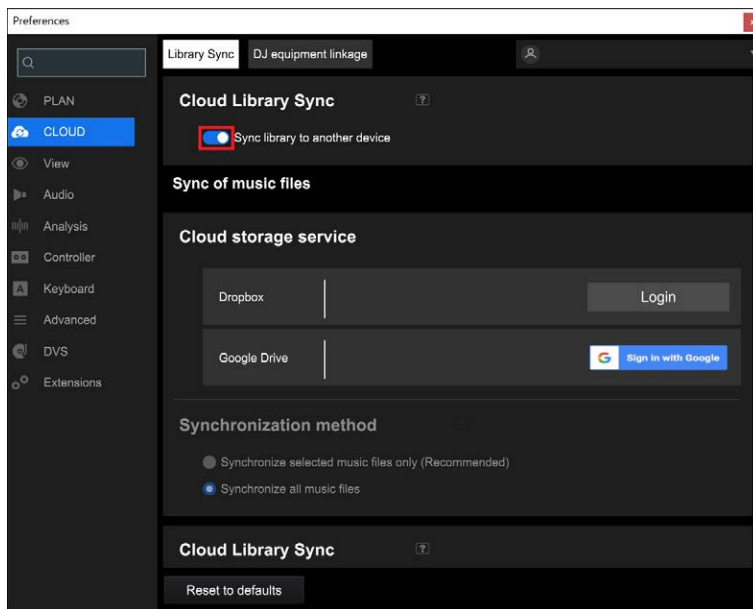 Preferences
Library Sync
DJ equipment linkage
PLAN
CLOUD
View
Audio
Analysis
Controller
Keyboard
Advanced
DVS
Extensions
Cloud Library Sync ?
Sync library to another device
Sync of music files
Cloud storage service
Dropbox
Login
Google Drive
G Sign in with Google
Synchronization method
Synchronize selected music files only (Recommended)
Synchronize all music files
Cloud Library Sync ?
Reset to defaults